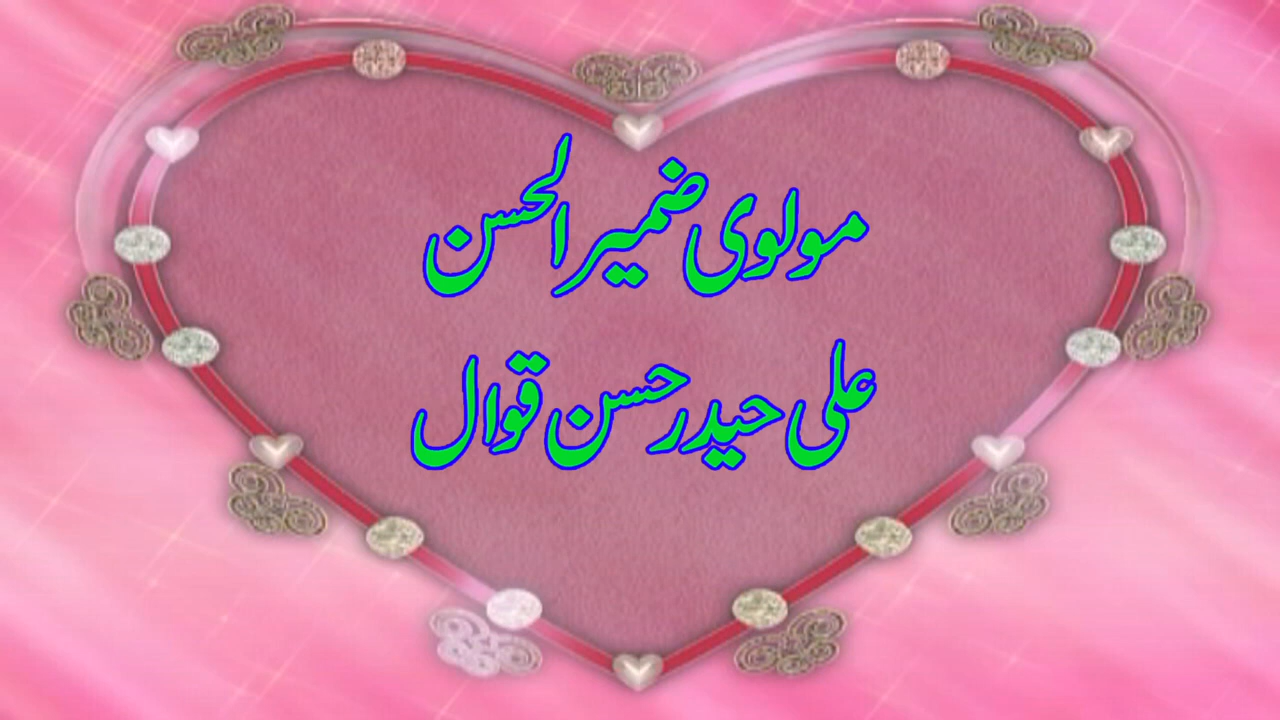 مولوی ضمیر الحسن
علی حیدر حسن قوال